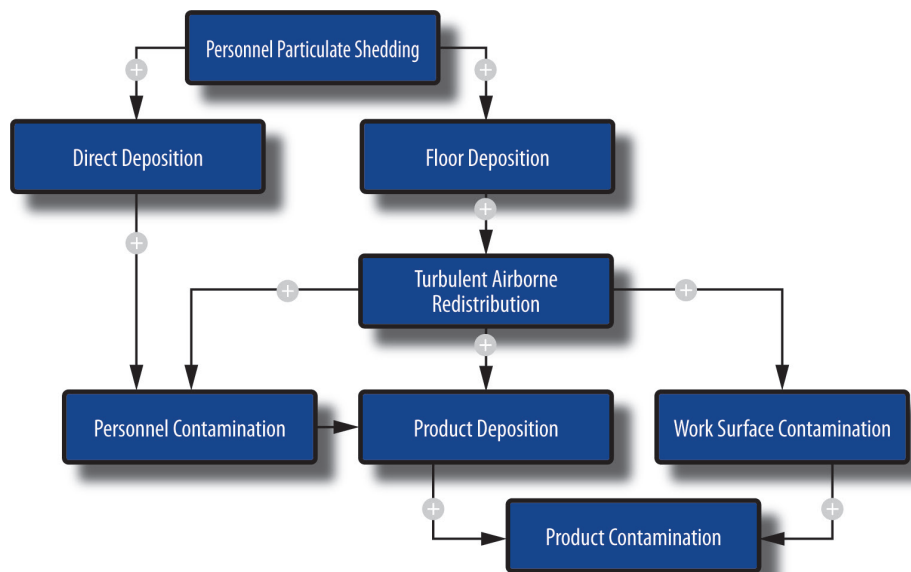 Personnel Particulate Shedding
Direct Deposition
Floor Deposition
Turbulent Airborne
Redistribution
Personnel Contamination
Product Deposition
Work Surface Contamination
Product Contamination